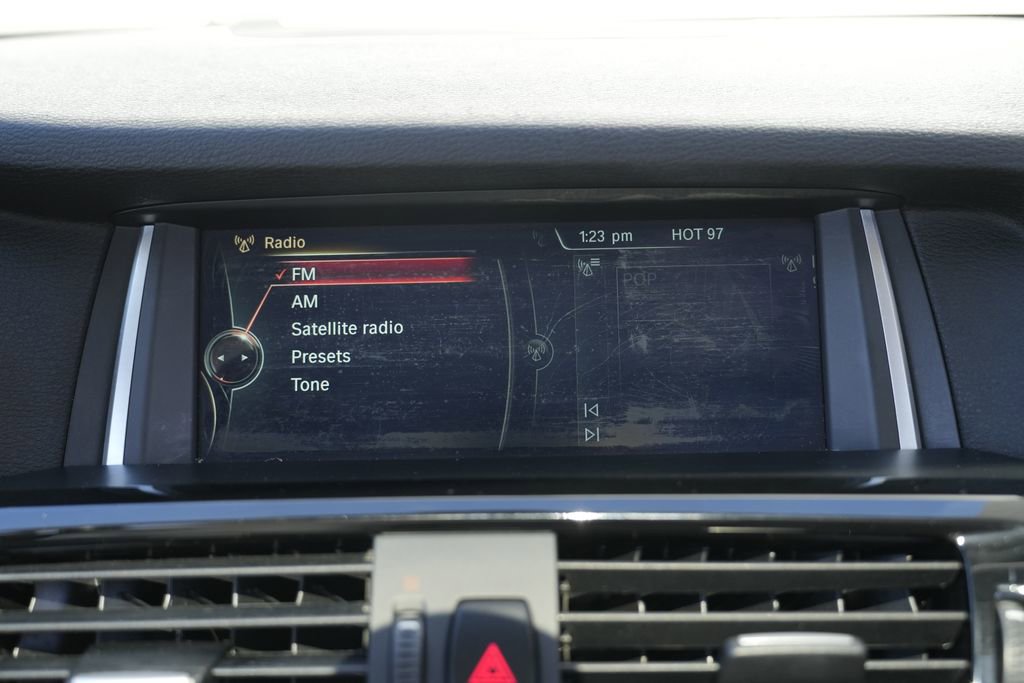 Radio
1:23 pm HOT 97
FM
AM
Satellite radio
Presets
Tone
POP